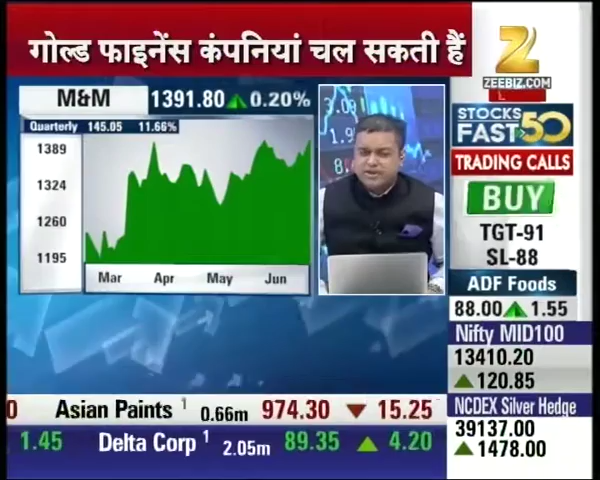 गोल्ड फाइनेंस कंपनियां चल सकती हैं
ZEEBIZ.COM
M&M 1391.80 0.20%
Quarterly 145.05 11.66%
1389
1324
1260
1195
Mar Apr May Jun
STOCKS
FAST 50
TRADING CALLS
BUY
TGT-91
SL-88
ADF Foods
88.00 1.55
Nifty MID100
13410.20
120.85
NCDEX Silver Hedge
39137.00
1478.00
0 Asian Paints 1 0.66m 974.30 15.25
1.45 Delta Corp 1 2.05m 89.35 4.20